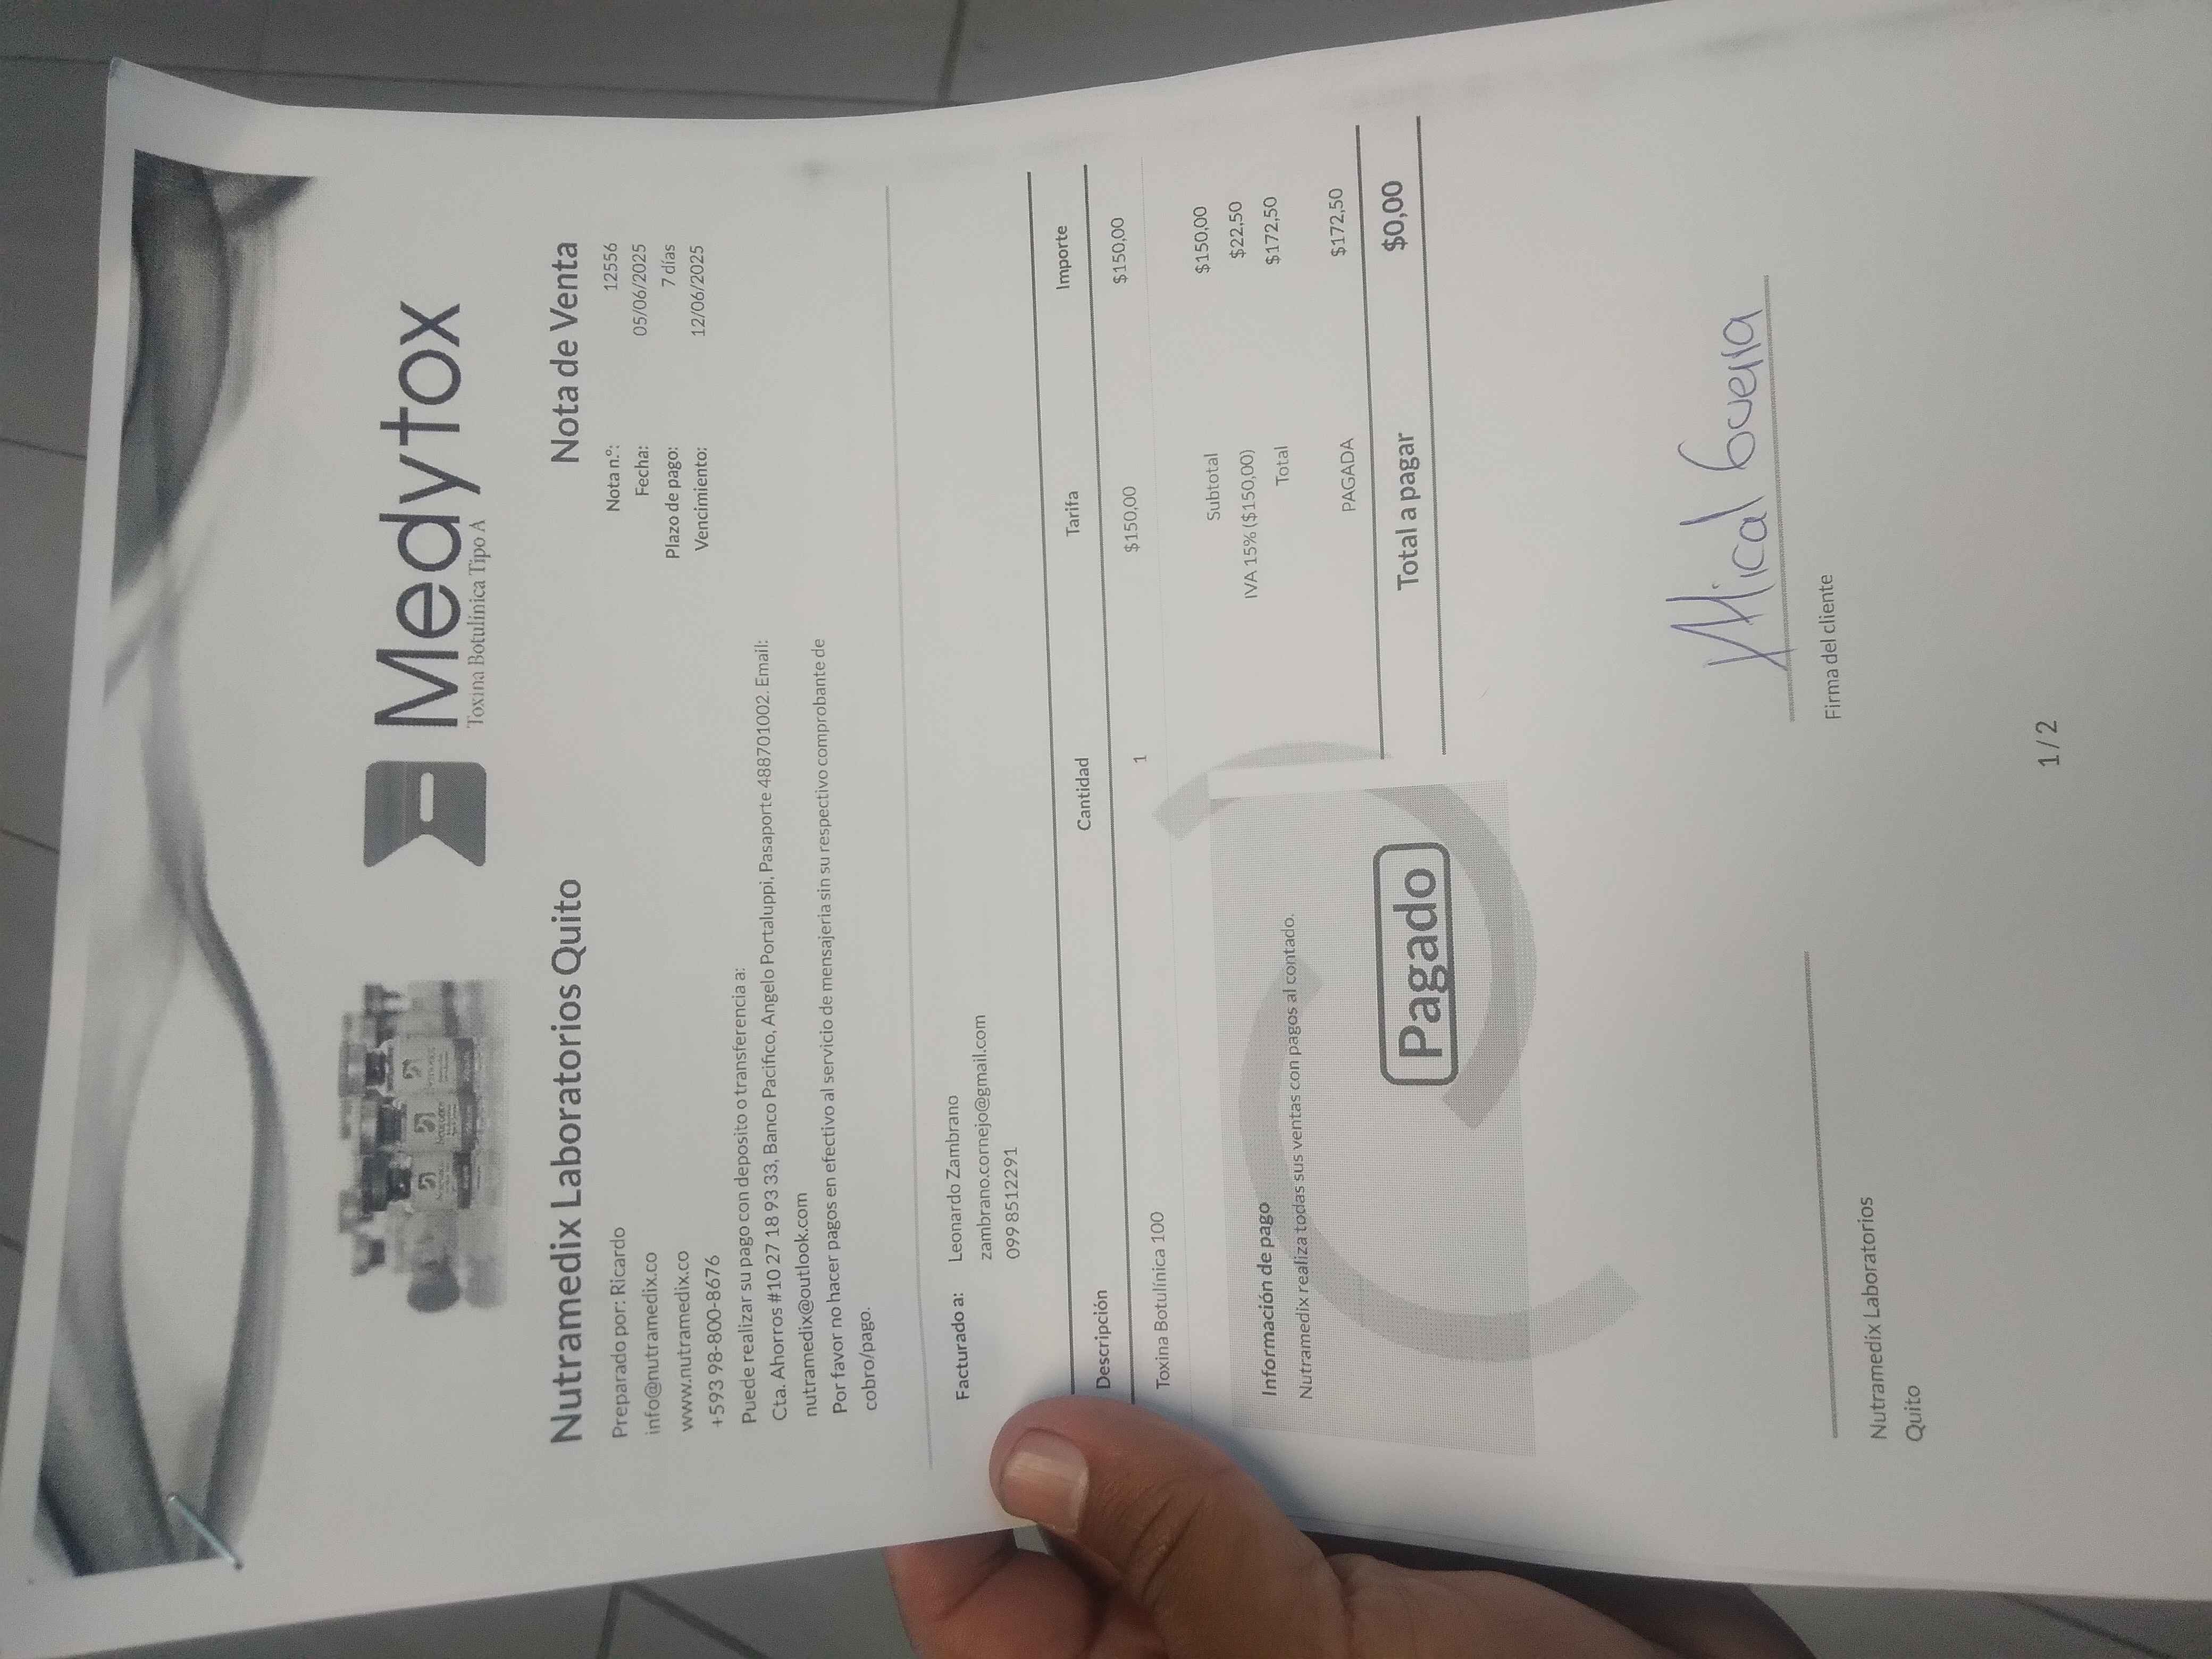 Medytox
Toxina Botulinica Tipo A
Nutramedix Laboratorios Quito
Nota de Venta
Preparado por: Ricardo
info@nutramedix.co
www.nutramedix.co
+593 98-800-8676
Nota n.º: 12556
Fecha: 05/06/2025
Plazo de pago: 7 días
Vencimiento: 12/06/2025
Puede realizar su pago con deposito o transferencia a:
Cta. Ahorros #10 27 18 93 33, Banco Pacifico, Angelo Portaluppi, Pasaporte 488701002. Email:
nutramedix@outlook.com
Por favor no hacer pagos en efectivo al servicio de mensajeria sin su respectivo comprobante de
cobro/pago.
Facturado a: Leonardo Zambrano
zambrano.cornejo@gmail.com
099 8512291
Descripción Cantidad Tarifa Importe
Toxina Botulínica 100 1 $150,00 $150,00
Subtotal $150,00
IVA 15% ($150,00) $22,50
Total $172,50
PAGADA $172,50
Total a pagar $0,00
Información de pago
Nutramedix realiza todas sus ventas con pagos al contado.
Pagado
Mical Guerra
Firma del cliente
Nutramedix Laboratorios
Quito
1 / 2